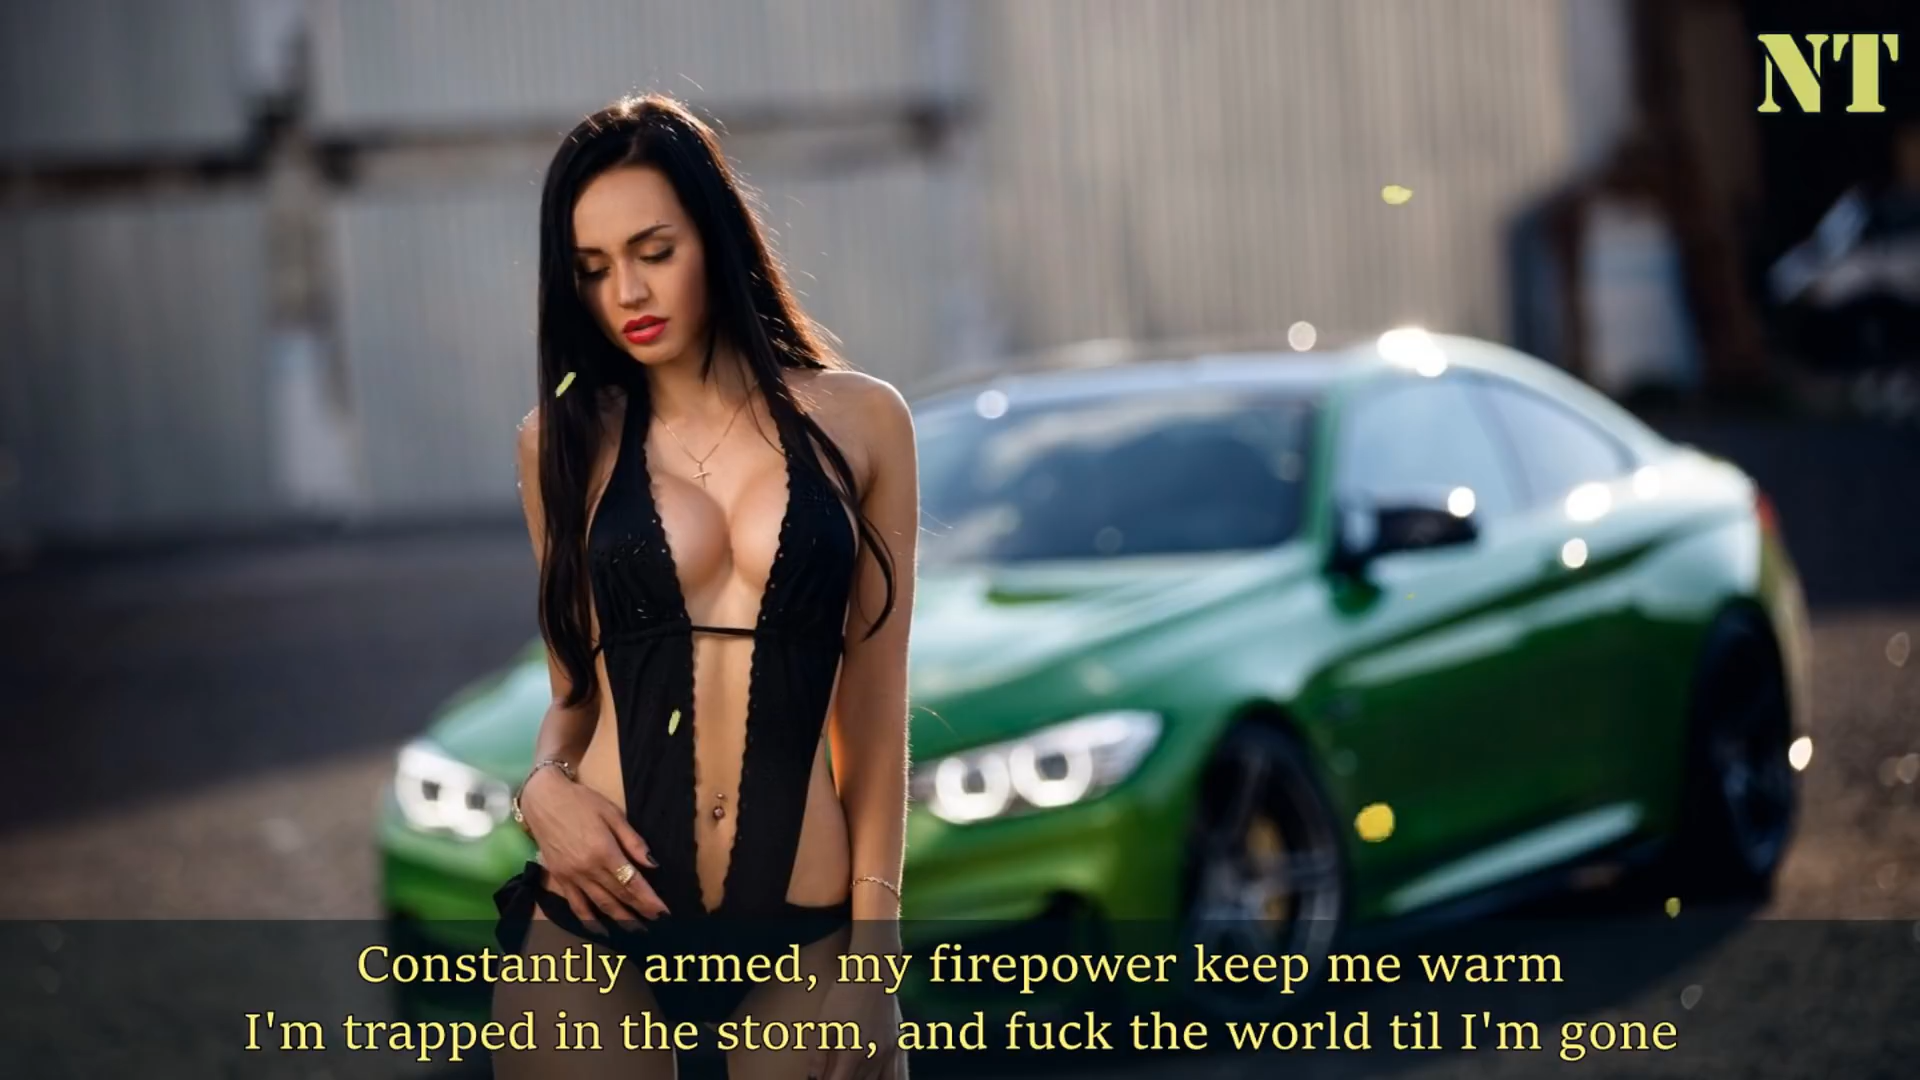 NT
Constantly armed, my firepower keep me warm
I'm trapped in the storm, and fuck the world til I'm gone